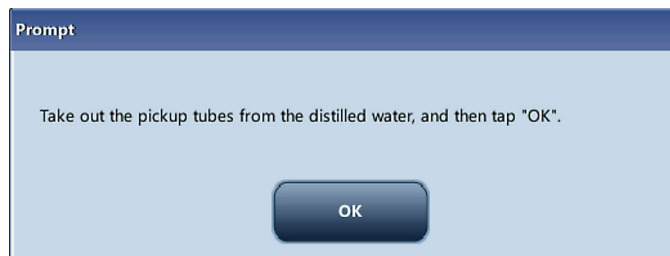 Prompt
Take out the pickup tubes from the distilled water, and then tap "OK".
OK